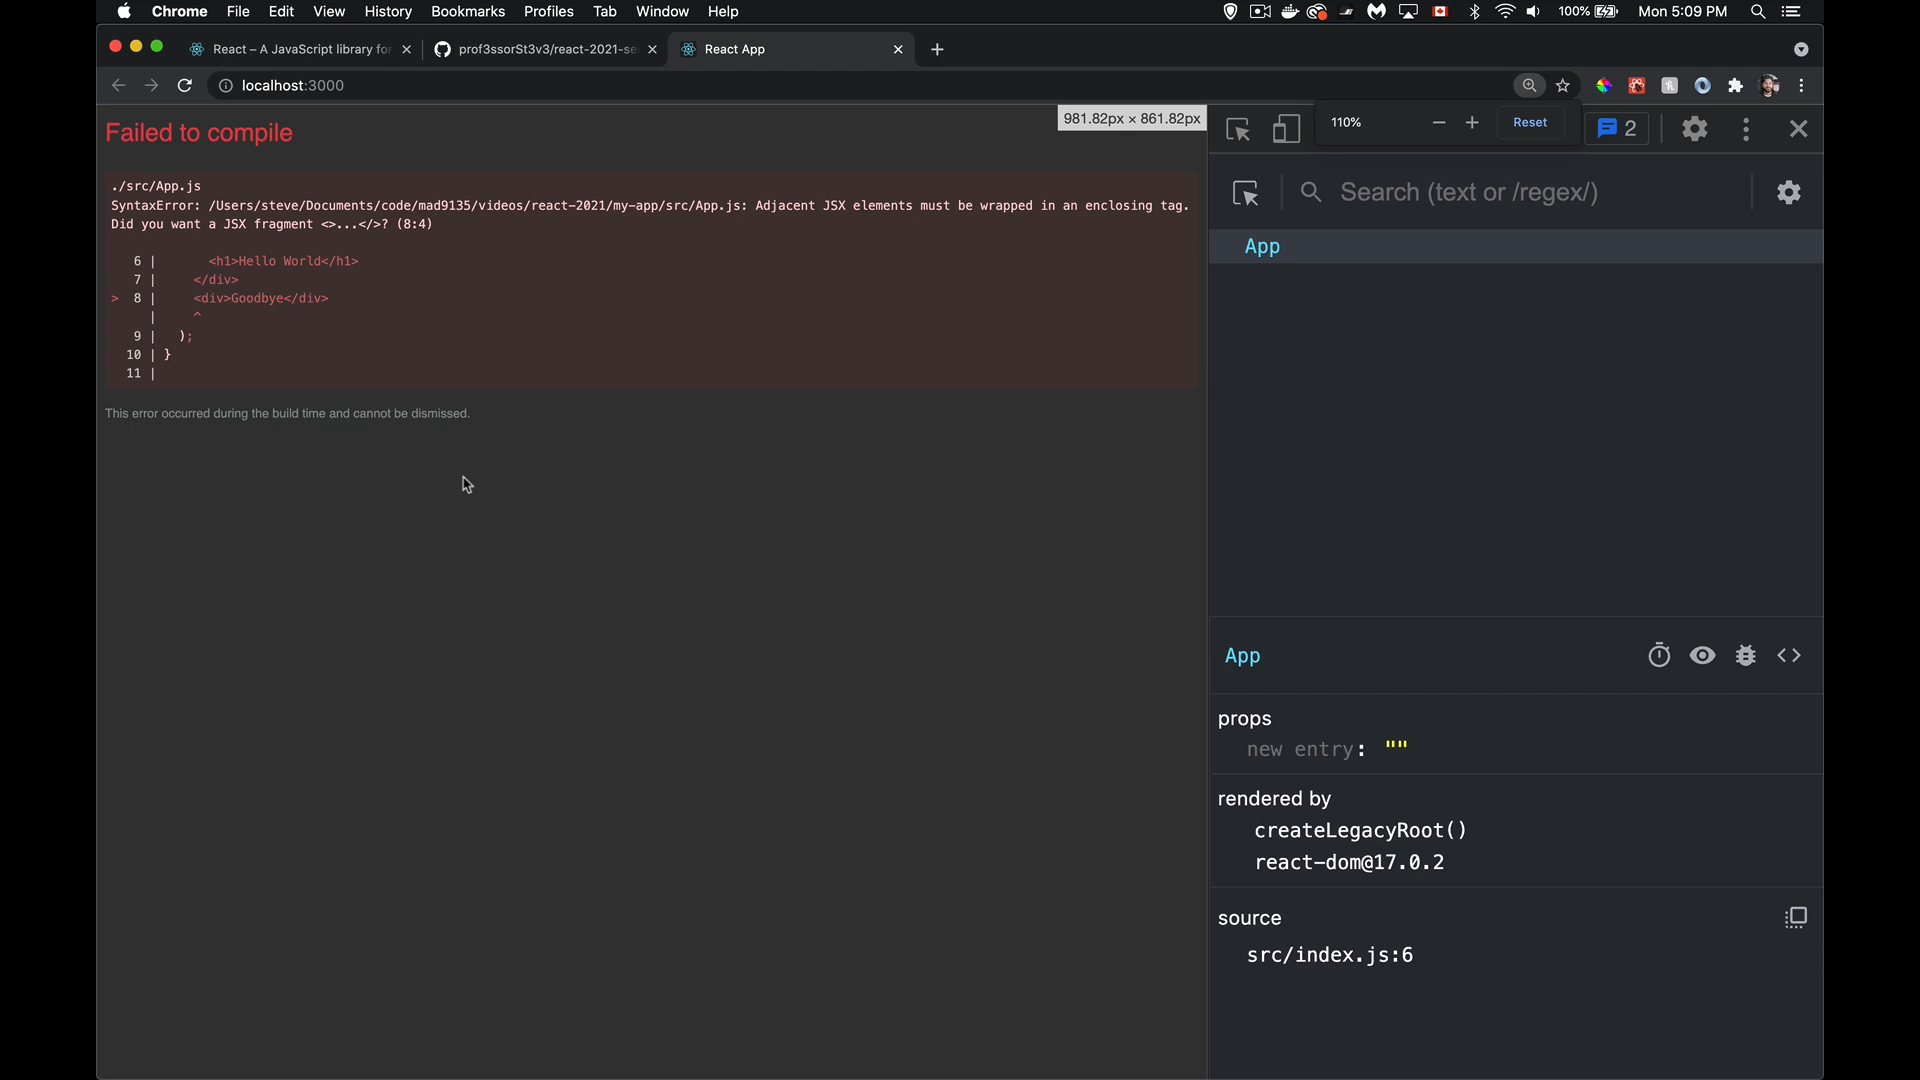 Chrome File Edit View History Bookmarks Profiles Tab Window Help 100% Mon 5:09 PM
React – A JavaScript library for
prof3ssorSt3v3/react-2021-se
React App
localhost:3000
Failed to compile
981.82px × 861.82px
110%
Reset
2
./src/App.js
SyntaxError: /Users/steve/Documents/code/mad9135/videos/react-2021/my-app/src/App.js: Adjacent JSX elements must be wrapped in an enclosing tag.
Did you want a JSX fragment <>...</>? (8:4)
6 | <h1>Hello World</h1>
7 | </div>
> 8 | <div>Goodbye</div>
| ^
9 | );
10 | }
11 |
This error occurred during the build time and cannot be dismissed.
Search (text or /regex/)
App
App
props
new entry: ""
rendered by
createLegacyRoot()
react-dom@17.0.2
source
src/index.js:6